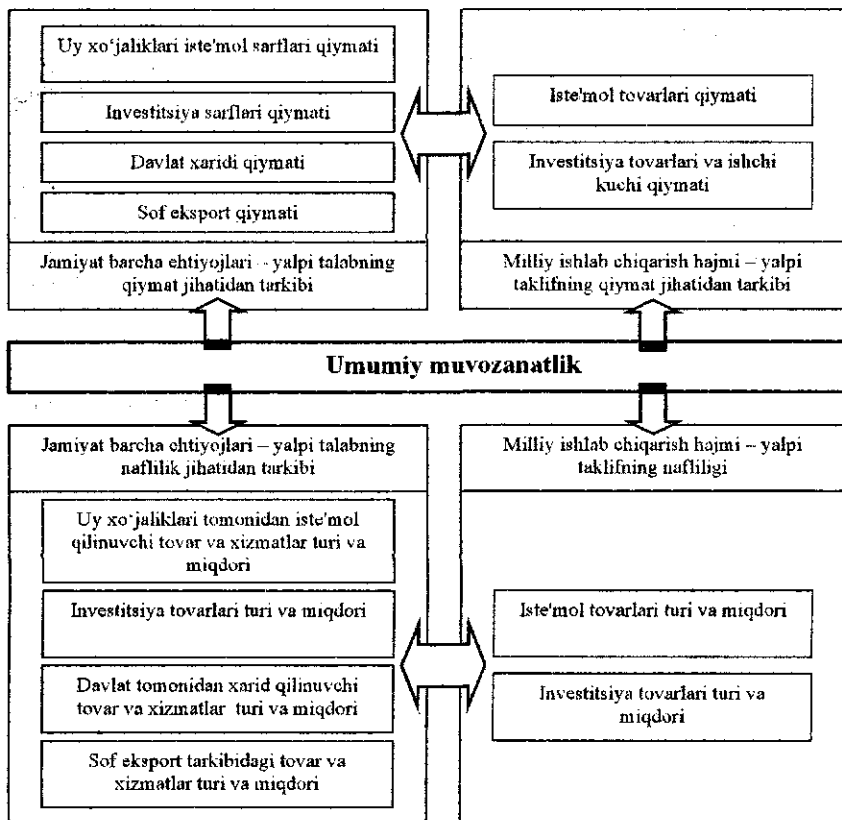 Uy xo‘jaliklari iste'mol sarflari qiymati
Investitsiya sarflari qiymati
Davlat xaridi qiymati
Sof eksport qiymati
Jamiyat barcha ehtiyojlari – yalpi talabning
qiymat jihatidan tarkibi
Iste'mol tovarlari qiymati
Investitsiya tovarlari va ishchi
kuchi qiymati
Milliy ishlab chiqarish hajmi – yalpi
taklifning qiymat jihatidan tarkibi
Umumiy muvozanatlik
Jamiyat barcha ehtiyojlari – yalpi talabning
naflilik jihatidan tarkibi
Uy xo‘jaliklari tomonidan iste'mol
qilinuvchi tovar va xizmatlar turi va
miqdori
Investitsiya tovarlari turi va miqdori
Davlat tomonidan xarid qilinuvchi
tovar va xizmatlar turi va miqdori
Sof eksport tarkibidagi tovar va
xizmatlar turi va miqdori
Milliy ishlab chiqarish hajmi – yalpi
taklifning nafliligi
Iste'mol tovarlari turi va miqdori
Investitsiya tovarlari turi va
miqdori